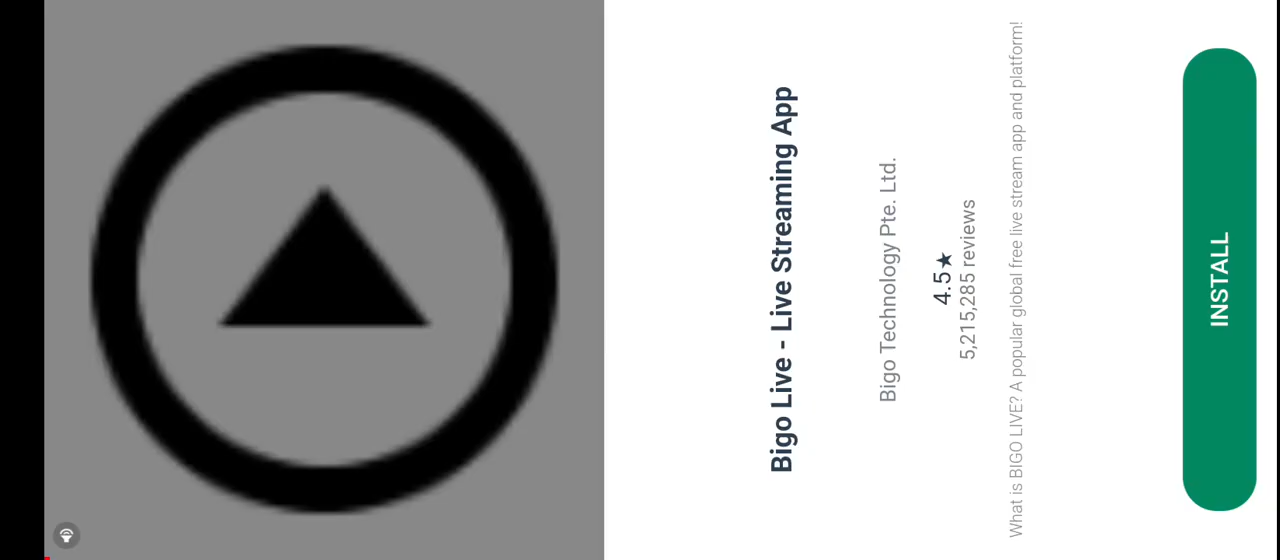 Bigo Live - Live Streaming App
Bigo Technology Pte. Ltd.
4.5★
5,215,285 reviews
What is BIGO LIVE? A popular global free live stream app and platform!
INSTALL